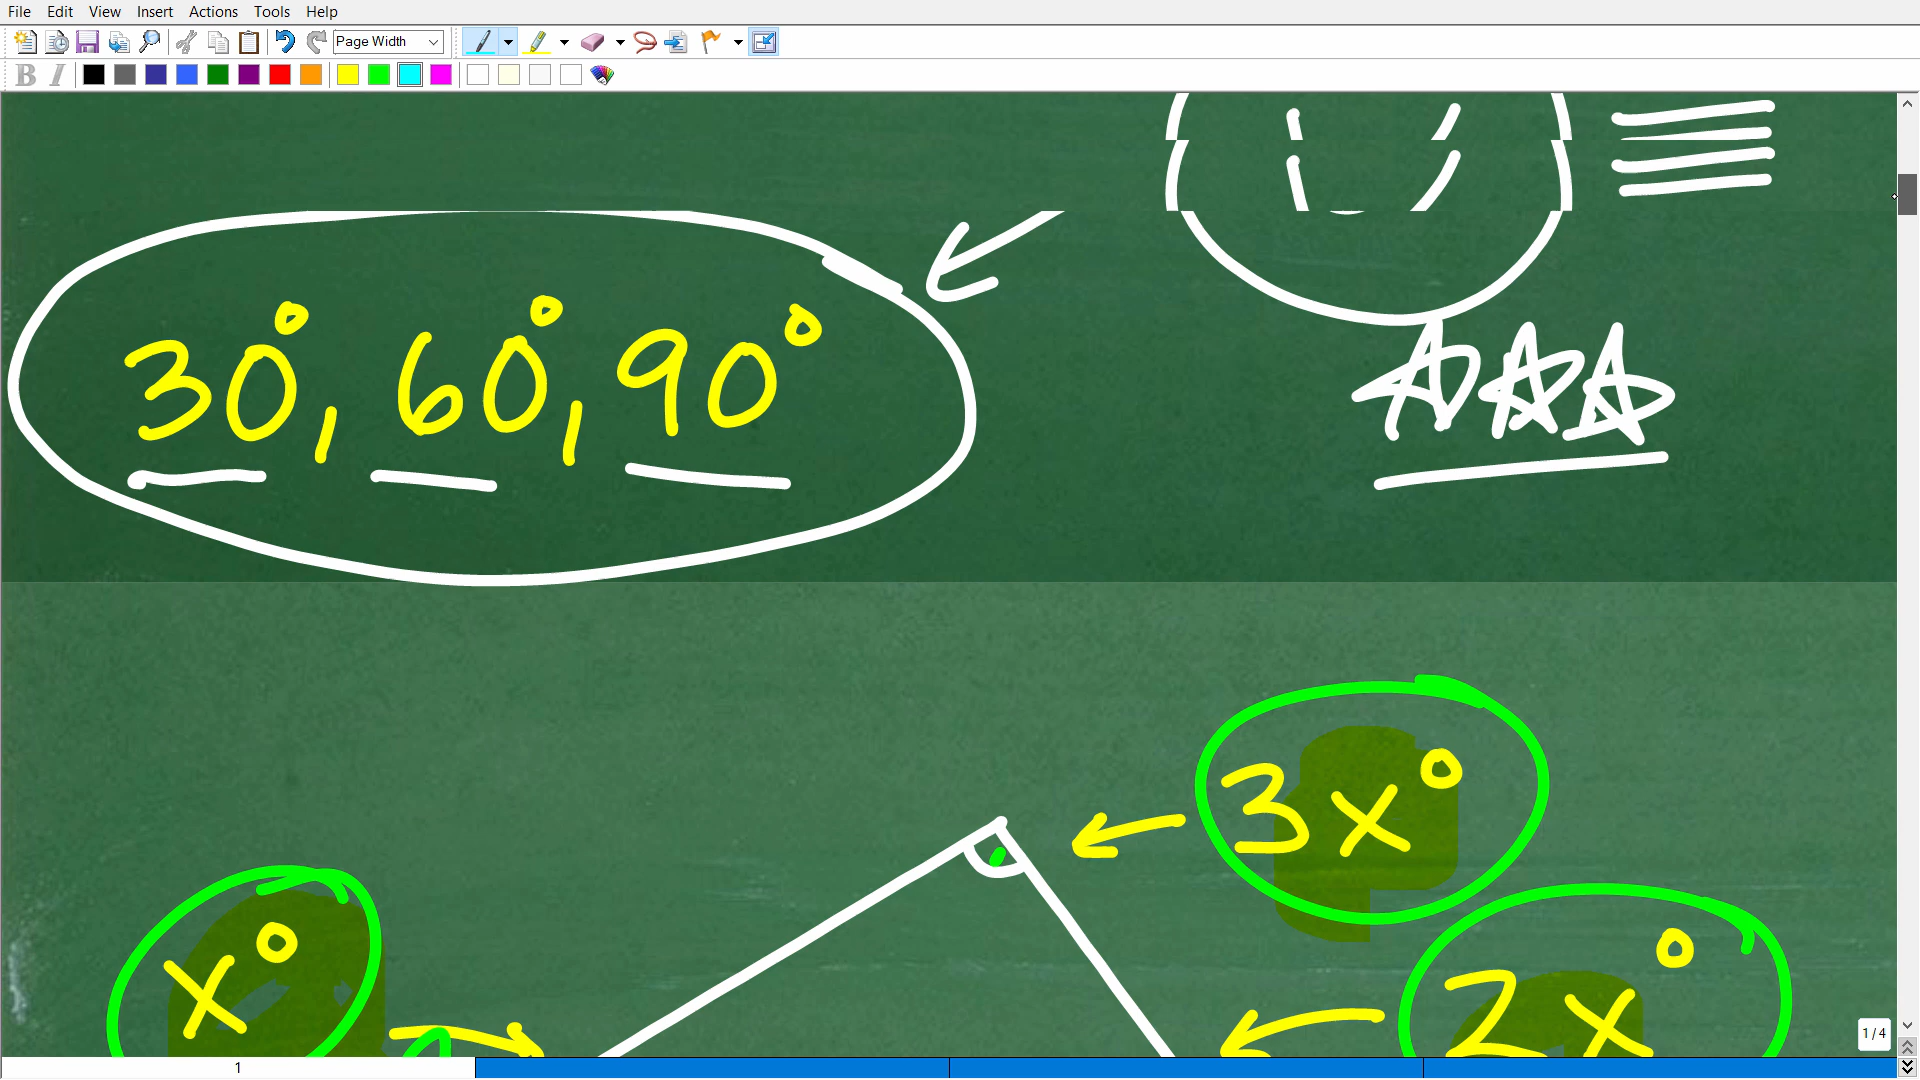 File Edit View Insert Actions Tools Help
Page Width
B I
30°, 60°, 90°
3x°
x°
2x°
1/4
1